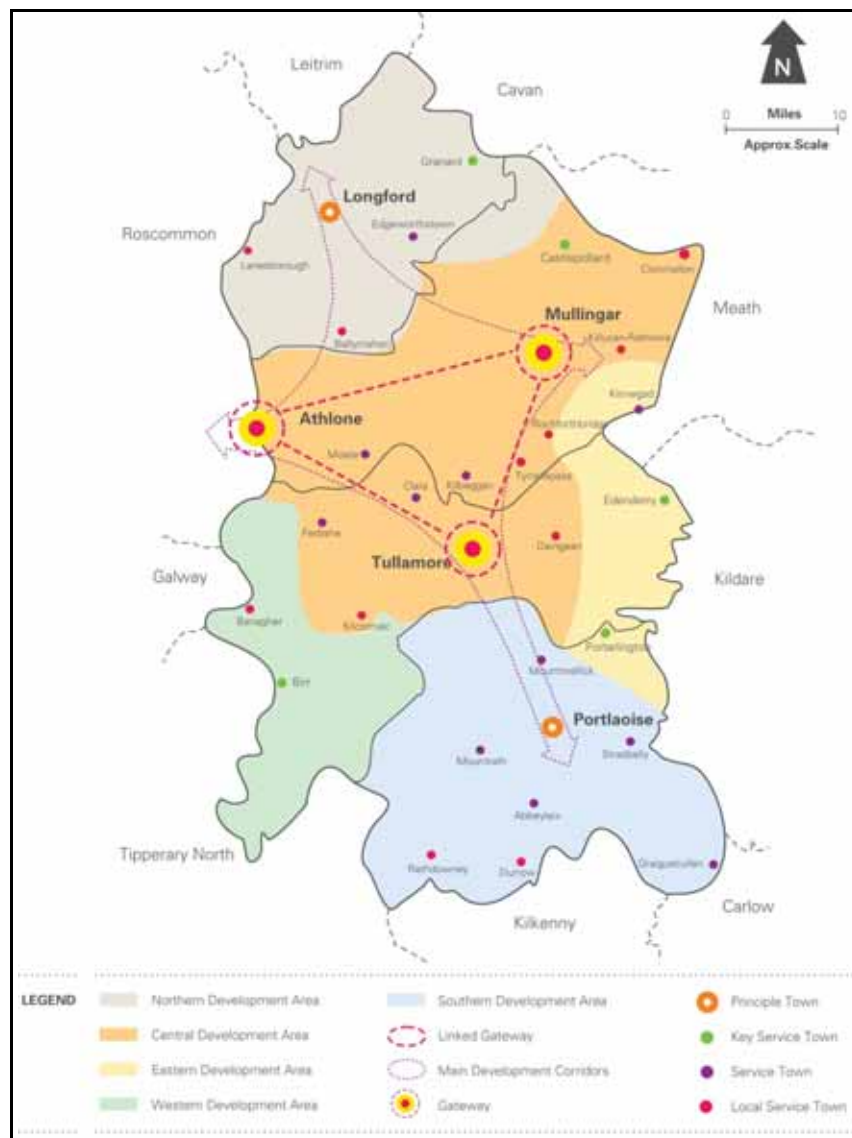 N
0 Miles 10
Approx.Scale
Leitrim
Cavan
Granard
Longford
Edgeworthstown
Roscommon
Lanesborough
Castlepollard
Meath
Mullingar
Ballymahon
Kinnegad
Athlone
Rochfortbridge
Moate
Tyrrellspass
Clara
Kilbeggan
Edenderry
Ferbane
Daingean
Tullamore
Galway
Kildare
Banagher
Portarlington
Birr
Mountmellick
Portlaoise
Stradbally
Mountrath
Abbeyleix
Tipperary North
Rathdowney
Durrow
Graiguecullen
Kilkenny
Carlow
LEGEND
Northern Development Area
Central Development Area
Eastern Development Area
Western Development Area
Southern Development Area
Linked Gateway
Main Development Corridors
Gateway
Principle Town
Key Service Town
Service Town
Local Service Town